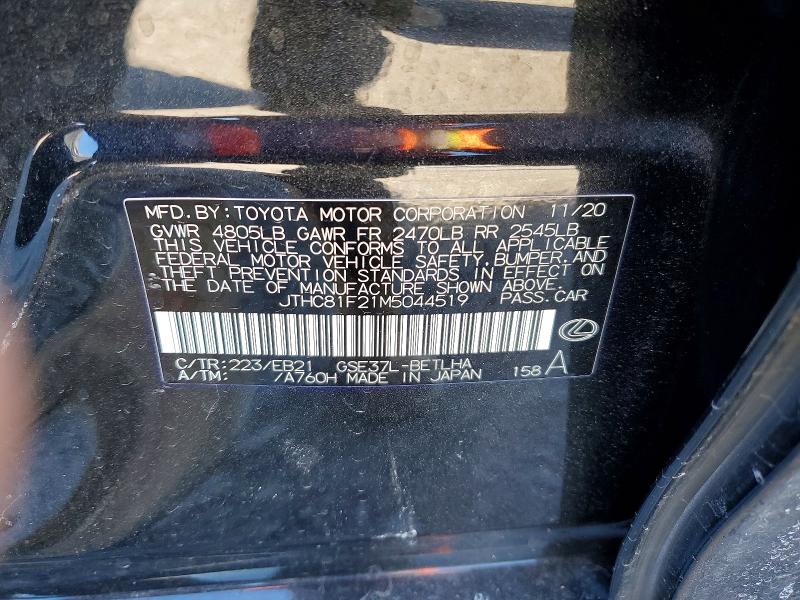 MFD.BY:TOYOTA MOTOR CORPORATION 11/20
GVWR 4805LB GAWR FR 2470LB RR 2545LB
THIS VEHICLE CONFORMS TO ALL APPLICABLE
FEDERAL MOTOR VEHICLE SAFETY,BUMPER,AND
THEFT PREVENTION STANDARDS IN EFFECT ON
THE DATE OF MANUFACTURE SHOWN ABOVE.
JTHC81F21M5044519 PASS.CAR
C/TR:223/EB21 GSE37L-BETLHA
A/TM: /A760H MADE IN JAPAN 158 A